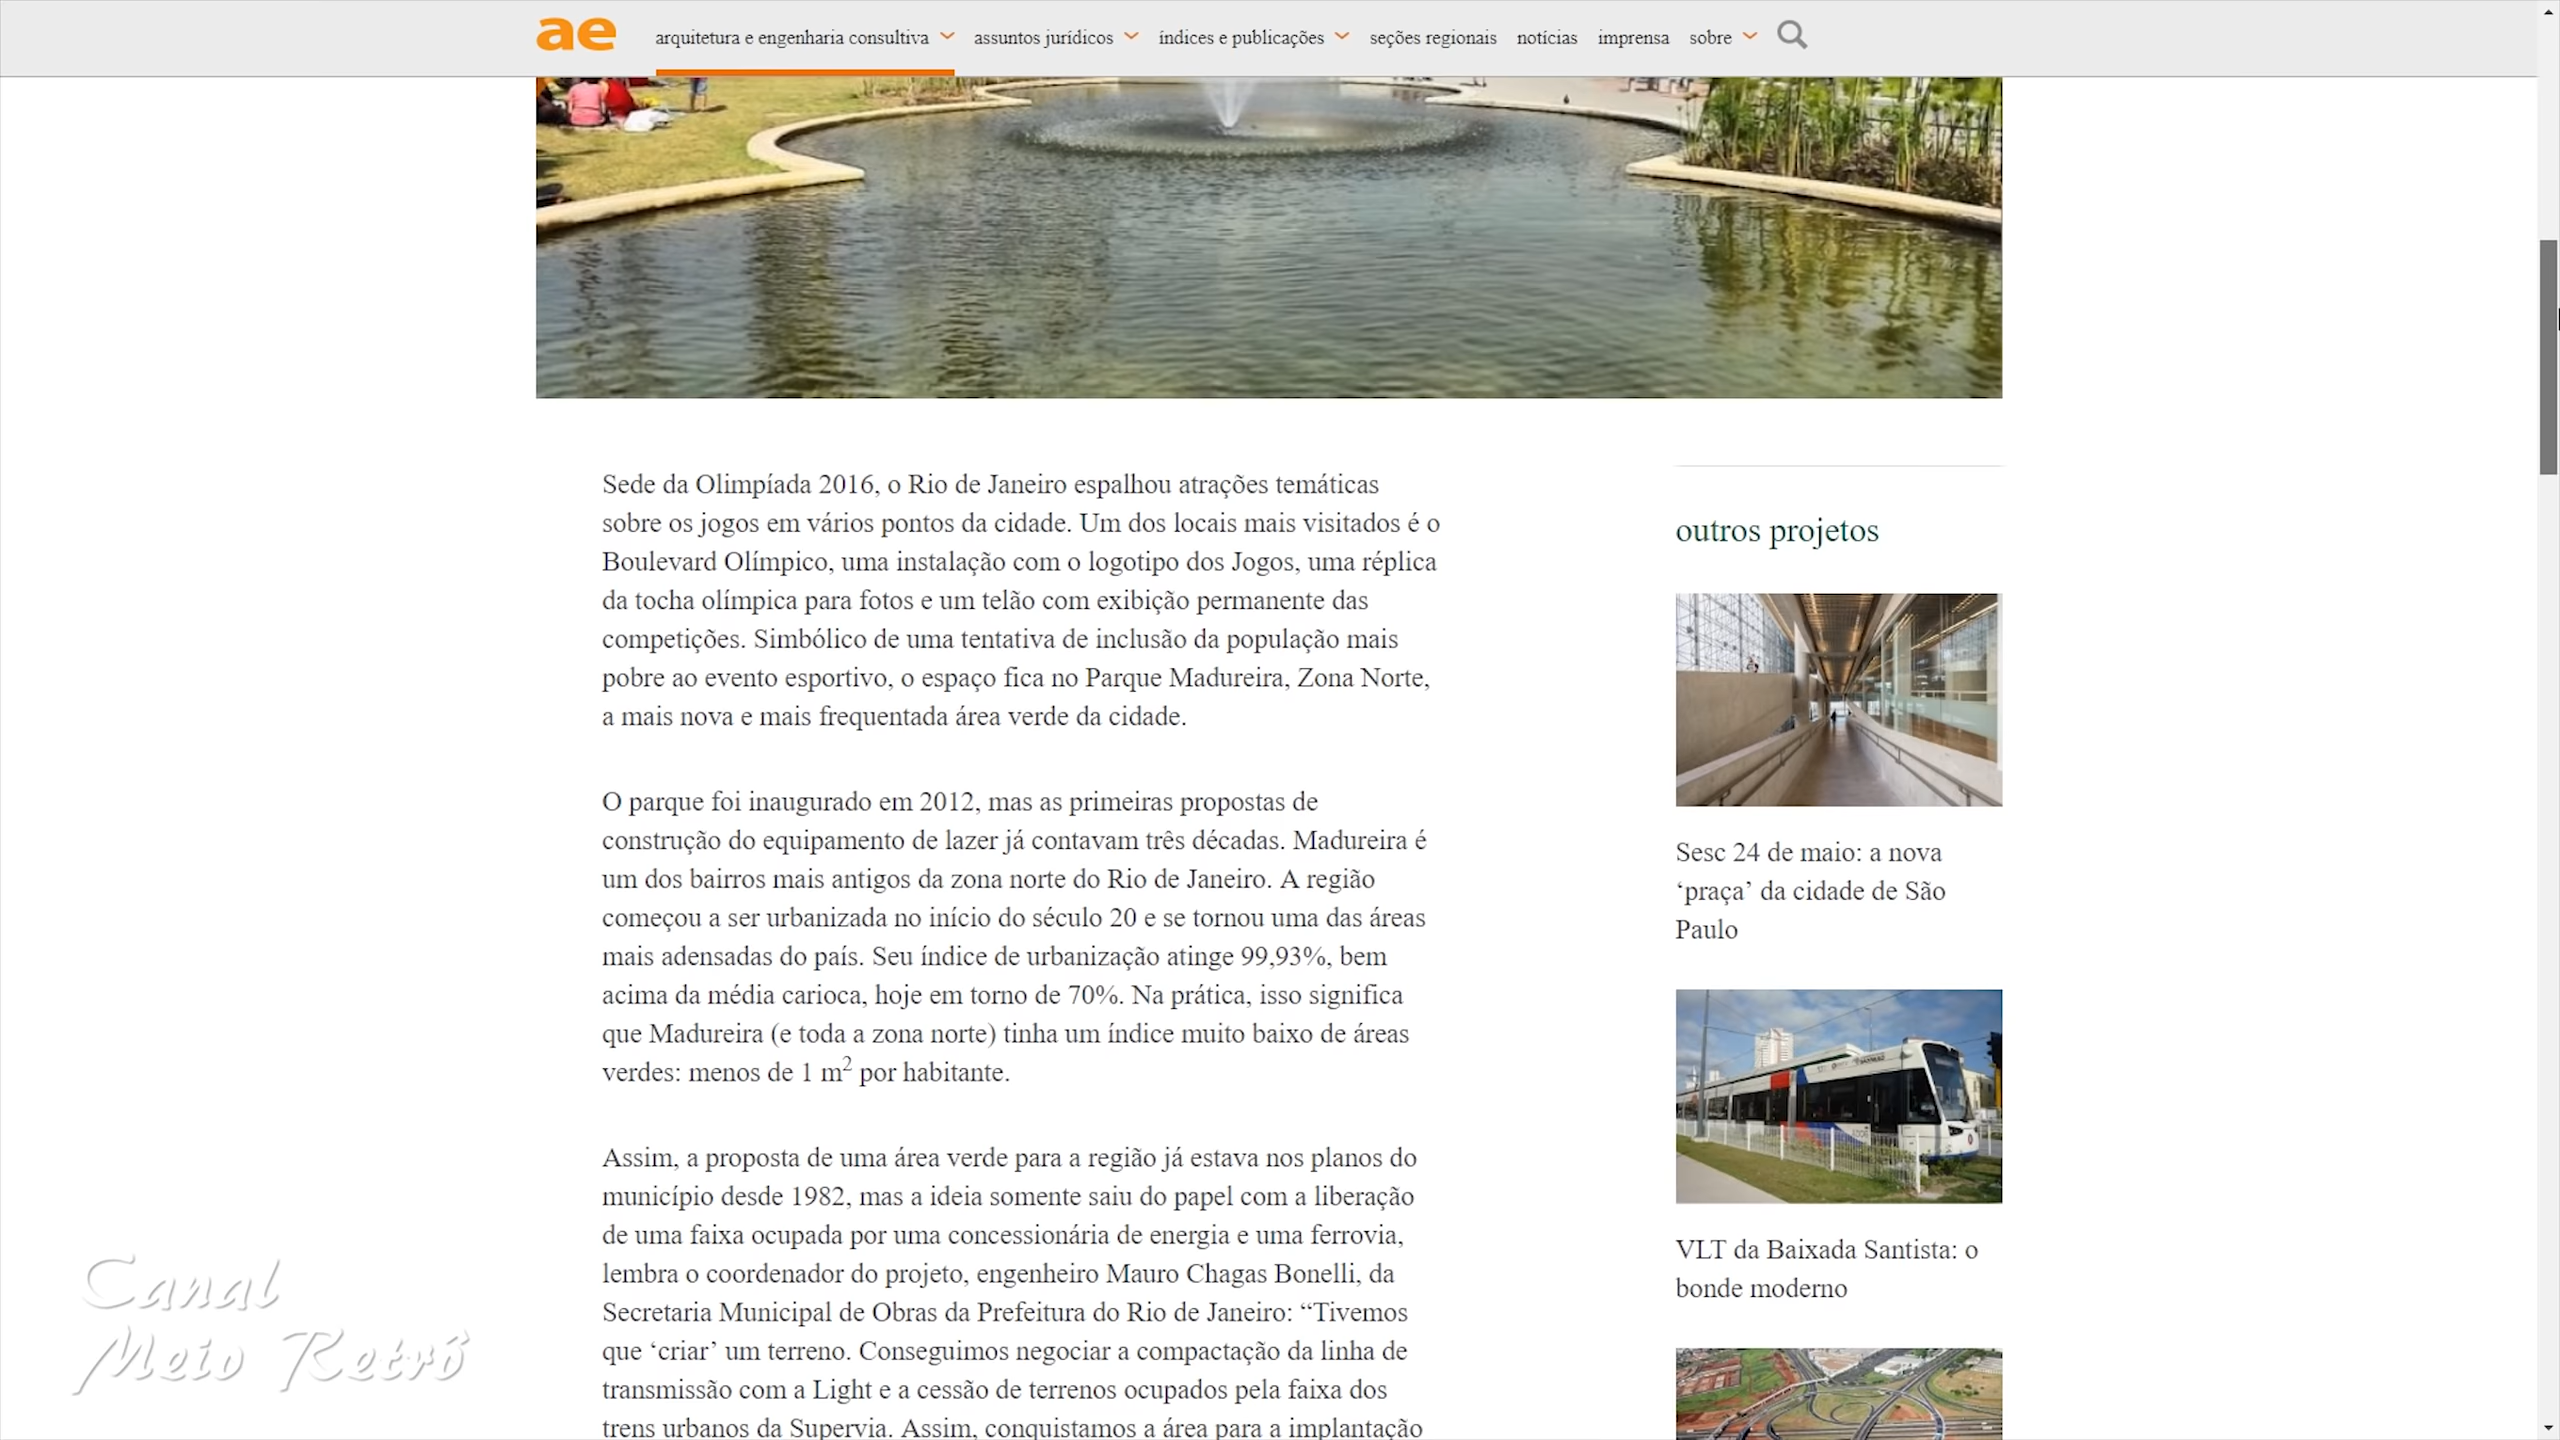 ae
arquitetura e engenharia consultiva
assuntos jurídicos
índices e publicações
seções regionais
notícias
imprensa
sobre
Sede da Olimpíada 2016, o Rio de Janeiro espalhou atrações temáticas
sobre os jogos em vários pontos da cidade. Um dos locais mais visitados é o
Boulevard Olímpico, uma instalação com o logotipo dos Jogos, uma réplica
da tocha olímpica para fotos e um telão com exibição permanente das
competições. Simbólico de uma tentativa de inclusão da população mais
pobre ao evento esportivo, o espaço fica no Parque Madureira, Zona Norte,
a mais nova e mais frequentada área verde da cidade.
O parque foi inaugurado em 2012, mas as primeiras propostas de
construção do equipamento de lazer já contavam três décadas. Madureira é
um dos bairros mais antigos da zona norte do Rio de Janeiro. A região
começou a ser urbanizada no início do século 20 e se tornou uma das áreas
mais adensadas do país. Seu índice de urbanização atinge 99,93%, bem
acima da média carioca, hoje em torno de 70%. Na prática, isso significa
que Madureira (e toda a zona norte) tinha um índice muito baixo de áreas
verdes: menos de 1 m² por habitante.
Assim, a proposta de uma área verde para a região já estava nos planos do
município desde 1982, mas a ideia somente saiu do papel com a liberação
de uma faixa ocupada por uma concessionária de energia e uma ferrovia,
lembra o coordenador do projeto, engenheiro Mauro Chagas Bonelli, da
Secretaria Municipal de Obras da Prefeitura do Rio de Janeiro: “Tivemos
que ‘criar’ um terreno. Conseguimos negociar a compactação da linha de
transmissão com a Light e a cessão de terrenos ocupados pela faixa dos
trens urbanos da Supervia. Assim, conquistamos a área para a implantação
outros projetos
Sesc 24 de maio: a nova
‘praça’ da cidade de São
Paulo
VLT da Baixada Santista: o
bonde moderno
Canal
Meio Retrô